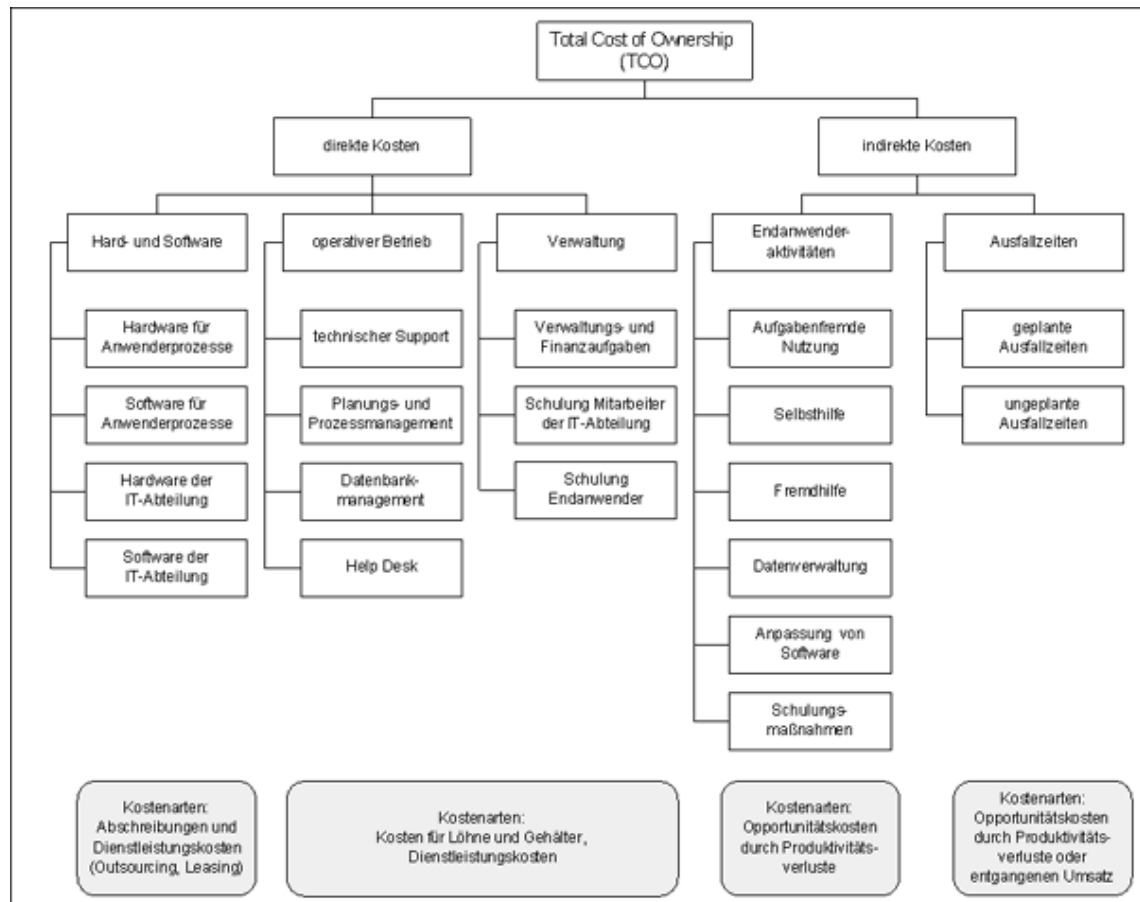 Total Cost of Ownership
(TCO)
direkte Kosten
indirekte Kosten
Hard- und Software
operativer Betrieb
Verwaltung
Endanwender-
aktivitäten
Ausfallzeiten
Hardware für
Anwenderprozesse
technischer Support
Verwaltungs- und
Finanzaufgaben
Aufgabenfremde
Nutzung
geplante
Ausfallzeiten
Software für
Anwenderprozesse
Planungs- und
Prozessmanagement
Schulung Mitarbeiter
der IT-Abteilung
Selbsthilfe
ungeplante
Ausfallzeiten
Hardware der
IT-Abteilung
Datenbank-
management
Schulung
Endanwender
Fremdhilfe
Software der
IT-Abteilung
Help Desk
Datenverwaltung
Anpassung von
Software
Schulungs-
maßnahmen
Kostenarten:
Abschreibungen und
Dienstleistungskosten
(Outsourcing, Leasing)
Kostenarten:
Kosten für Löhne und Gehälter,
Dienstleistungskosten
Kostenarten:
Opportunitätskosten
durch Produktivitäts-
verluste
Kostenarten:
Opportunitätskosten
durch Produktivitäts-
verluste oder
entgangenen Umsatz